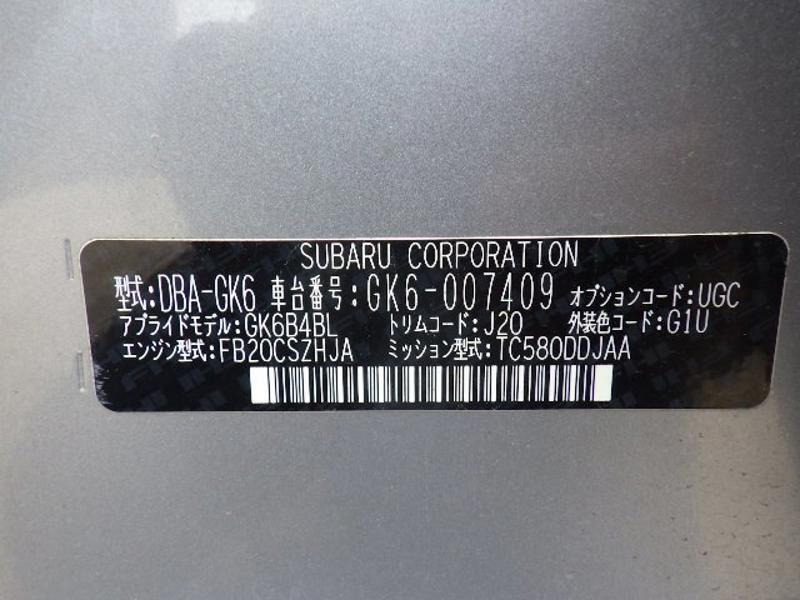 SUBARU CORPORATION
型式:DBA-GK6 車台番号:GK6-007409 オプションコード:UGC
アプライドモデル:GK6B4BL トリムコード:J20 外装色コード:G1U
エンジン型式:FB20CSZHJA ミッション型式:TC580DDJAA